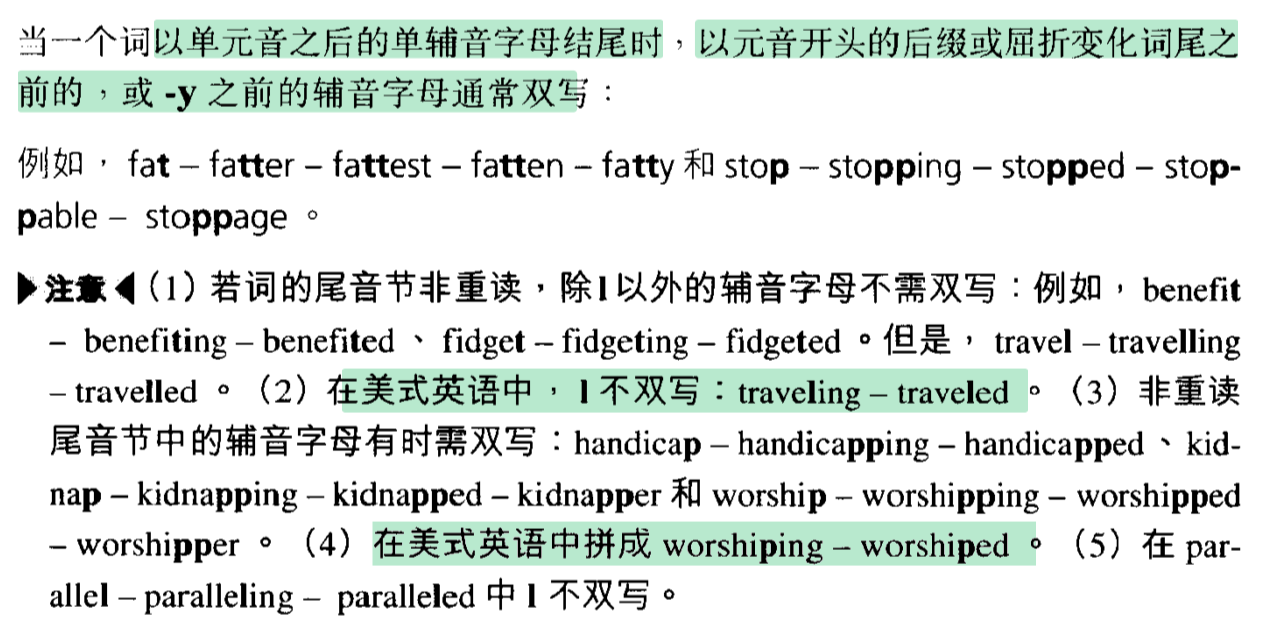 当一个词以单元音之后的单辅音字母结尾时，以元音开头的后缀或屈折变化词尾之
前的，或 -y 之前的辅音字母通常双写：
例如， fat – fatter – fattest – fatten – fatty 和 stop – stopping – stopped – stop-
pable – stoppage 。
▶注意◀（1）若词的尾音节非重读，除 l 以外的辅音字母不需双写：例如， benefit
– benefiting – benefited 、 fidget – fidgeting – fidgeted 。但是， travel – travelling
– travelled 。（2）在美式英语中， l 不双写：traveling – traveled 。（3）非重读
尾音节中的辅音字母有时需双写：handicap – handicapping – handicapped 、 kid-
nap – kidnapping – kidnapped – kidnapper 和 worship – worshipping – worshipped
– worshipper 。（4）在美式英语中拼成 worshiping – worshiped 。（5）在 par-
allel – paralleling – paralleled 中 l 不双写。